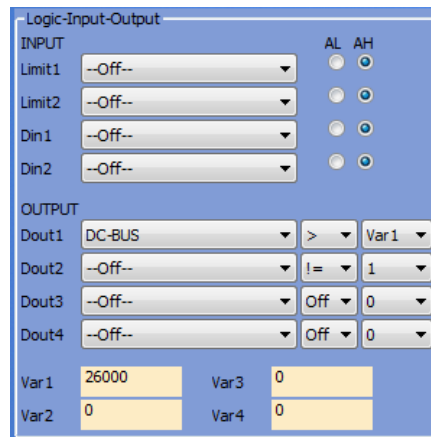 Logic-Input-Output
INPUT AL AH
Limit1 --Off--
Limit2 --Off--
Din1 --Off--
Din2 --Off--
OUTPUT
Dout1 DC-BUS > Var1
Dout2 --Off-- != 1
Dout3 --Off-- Off 0
Dout4 --Off-- Off 0
Var1 26000 Var3 0
Var2 0 Var4 0